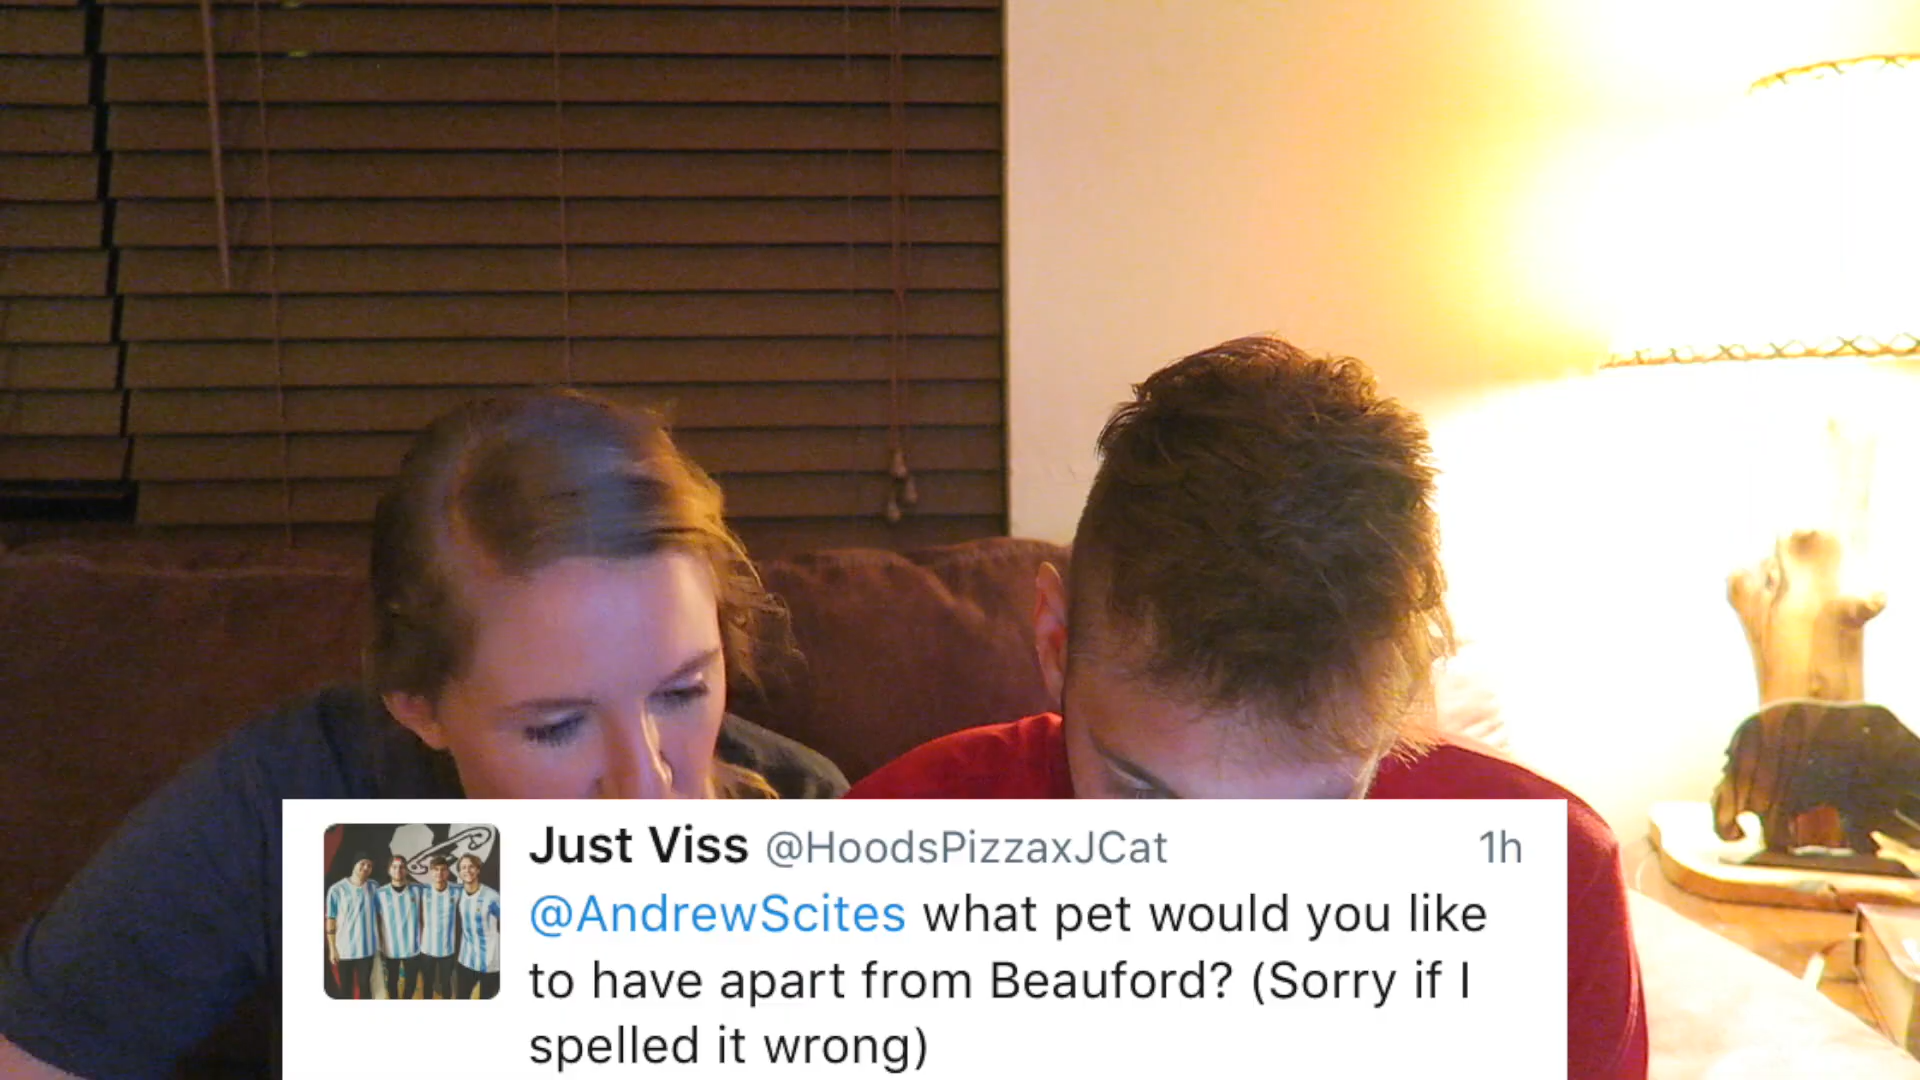 Just Viss @HoodsPizzaxJCat 1h
@AndrewScites what pet would you like
to have apart from Beauford? (Sorry if I
spelled it wrong)